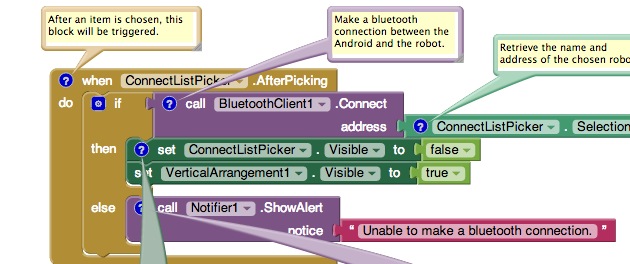 After an item is chosen, this
block will be triggered.
Make a bluetooth
connection between the
Android and the robot.
Retrieve the name and
address of the chosen robo
? when ConnectListPicker .AfterPicking
do if ? call BluetoothClient1 .Connect
address ? ConnectListPicker . Selection
then ? set ConnectListPicker . Visible to false
set VerticalArrangement1 . Visible to true
else ? call Notifier1 .ShowAlert
notice " Unable to make a bluetooth connection. "